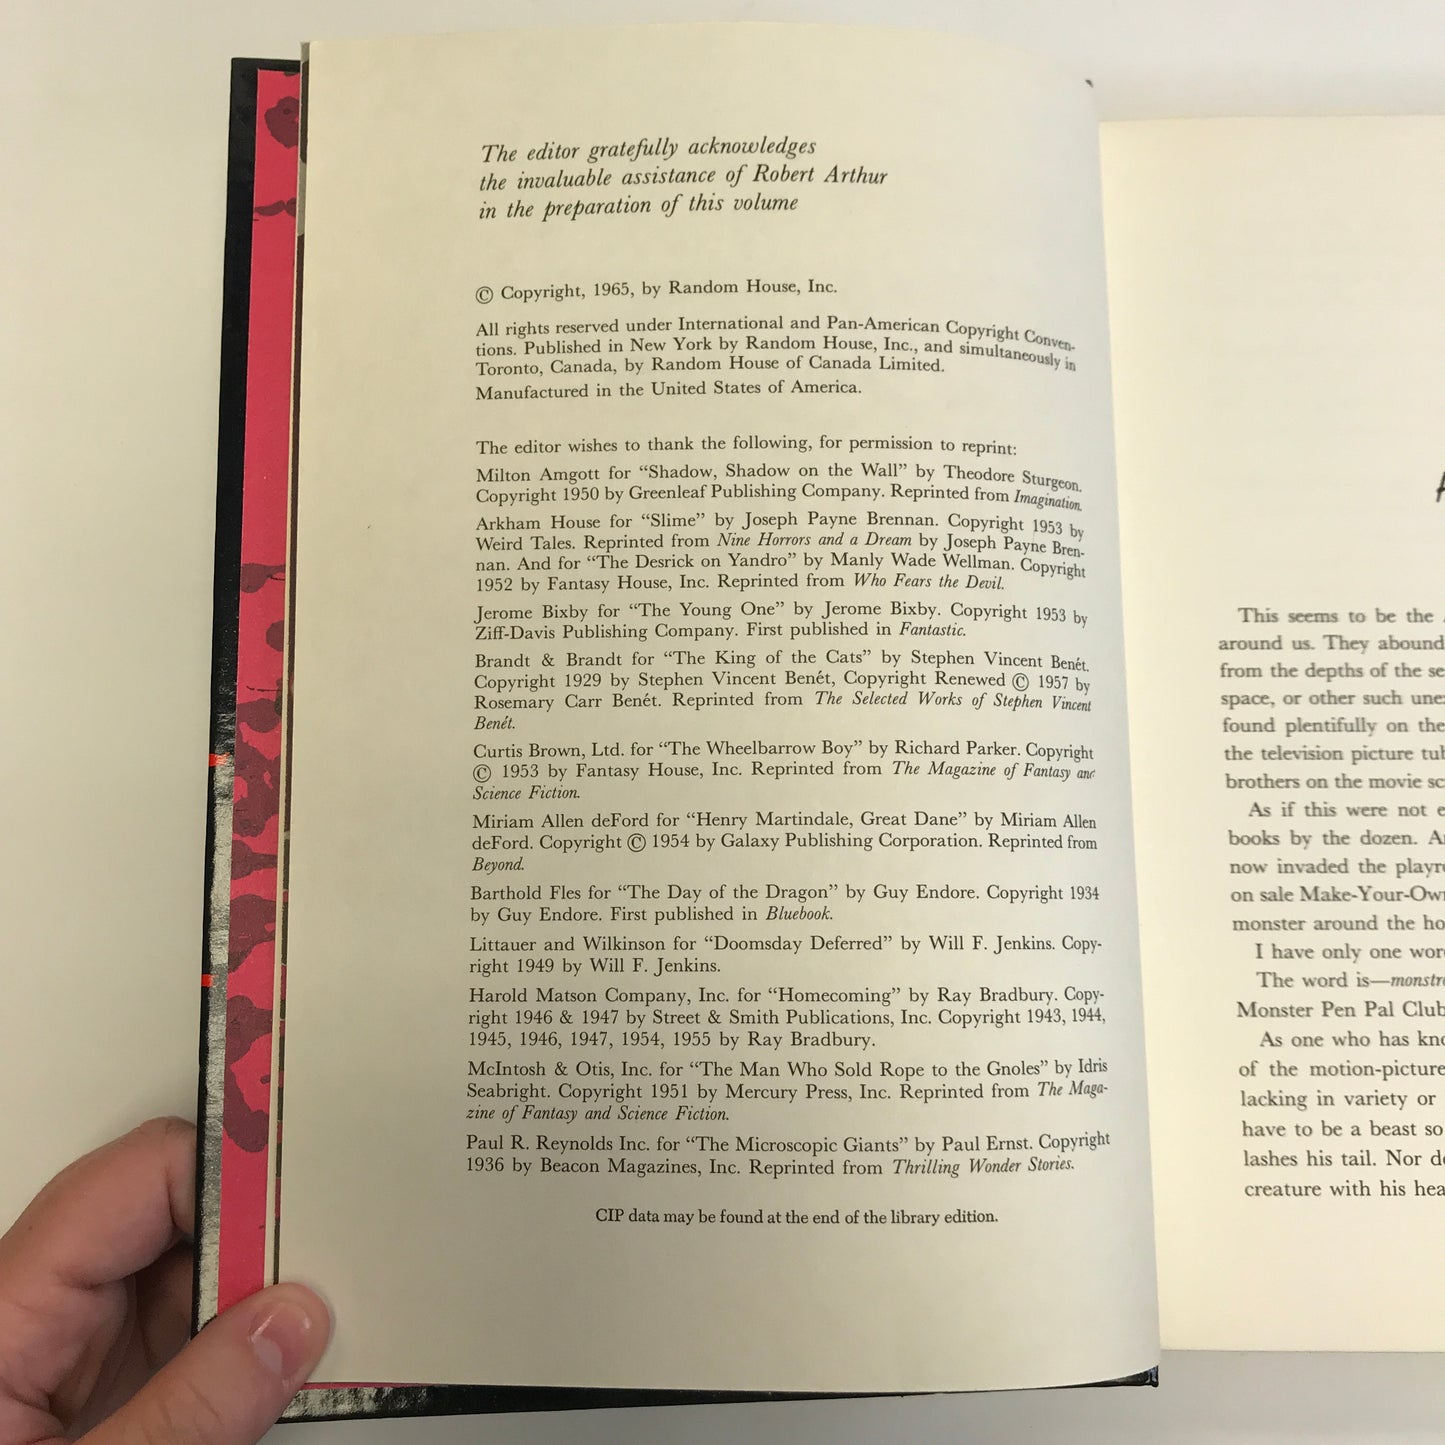 The editor gratefully acknowledges
the invaluable assistance of Robert Arthur
in the preparation of this volume
© Copyright, 1965, by Random House, Inc.
All rights reserved under International and Pan-American Copyright Conven-
tions. Published in New York by Random House, Inc., and simultaneously in
Toronto, Canada, by Random House of Canada Limited.
Manufactured in the United States of America.
The editor wishes to thank the following, for permission to reprint:
Milton Amgott for “Shadow, Shadow on the Wall” by Theodore Sturgeon.
Copyright 1950 by Greenleaf Publishing Company. Reprinted from Imagination.
Arkham House for “Slime” by Joseph Payne Brennan. Copyright 1953 by
Weird Tales. Reprinted from Nine Horrors and a Dream by Joseph Payne Bren-
nan. And for “The Desrick on Yandro” by Manly Wade Wellman. Copyright
1952 by Fantasy House, Inc. Reprinted from Who Fears the Devil.
Jerome Bixby for “The Young One” by Jerome Bixby. Copyright 1953 by
Ziff-Davis Publishing Company. First published in Fantastic.
Brandt & Brandt for “The King of the Cats” by Stephen Vincent Benét.
Copyright 1929 by Stephen Vincent Benét, Copyright Renewed © 1957 by
Rosemary Carr Benét. Reprinted from The Selected Works of Stephen Vincent
Benét.
Curtis Brown, Ltd. for “The Wheelbarrow Boy” by Richard Parker. Copyright
© 1953 by Fantasy House, Inc. Reprinted from The Magazine of Fantasy and
Science Fiction.
Miriam Allen deFord for “Henry Martindale, Great Dane” by Miriam Allen
deFord. Copyright © 1954 by Galaxy Publishing Corporation. Reprinted from
Beyond.
Barthold Fles for “The Day of the Dragon” by Guy Endore. Copyright 1934
by Guy Endore. First published in Bluebook.
Littauer and Wilkinson for “Doomsday Deferred” by Will F. Jenkins. Copy-
right 1949 by Will F. Jenkins.
Harold Matson Company, Inc. for “Homecoming” by Ray Bradbury. Copy-
right 1946 & 1947 by Street & Smith Publications, Inc. Copyright 1943, 1944,
1945, 1946, 1947, 1954, 1955 by Ray Bradbury.
McIntosh & Otis, Inc. for “The Man Who Sold Rope to the Gnoles” by Idris
Seabright. Copyright 1951 by Mercury Press, Inc. Reprinted from The Maga-
zine of Fantasy and Science Fiction.
Paul R. Reynolds Inc. for “The Microscopic Giants” by Paul Ernst. Copyright
1936 by Beacon Magazines, Inc. Reprinted from Thrilling Wonder Stories.
CIP data may be found at the end of the library edition.
This seems to be the
around us. They abound
from the depths of the se
space, or other such une
found plentifully on the
the television picture tu
brothers on the movie sc
As if this were not e
books by the dozen. A
now invaded the playr
on sale Make-Your-Ow
monster around the ho
I have only one wor
The word is—monstr
Monster Pen Pal Club
As one who has kno
of the motion-picture
lacking in variety or
have to be a beast so
lashes his tail. Nor d
creature with his hea